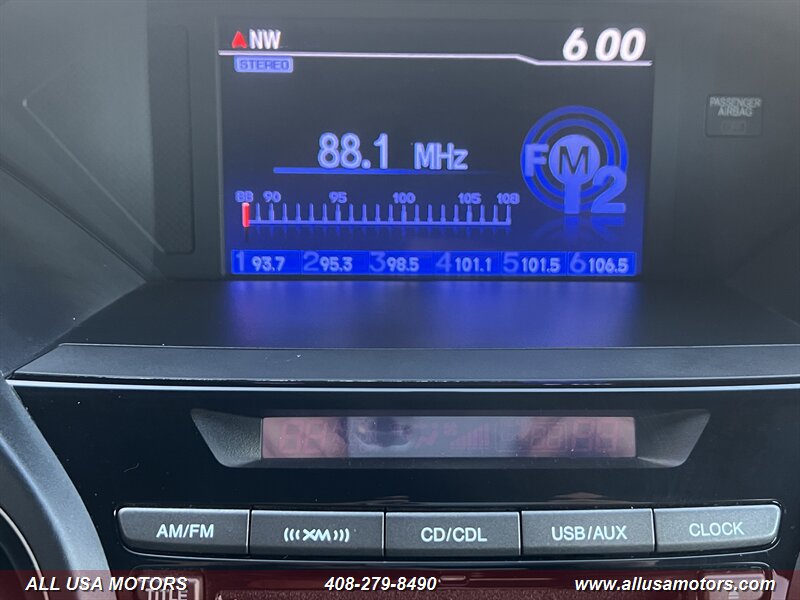 NW 6 00
STEREO
PASSENGER
AIRBAG
88.1 MHz
FM 2
88 90 95 100 105 108
1 93.7 2 95.3 3 98.5 4 101.1 5 101.5 6 106.5
AM/FM (((XM))) CD/CDL USB/AUX CLOCK
TITLE
ALL USA MOTORS 408-279-8490 www.allusamotors.com